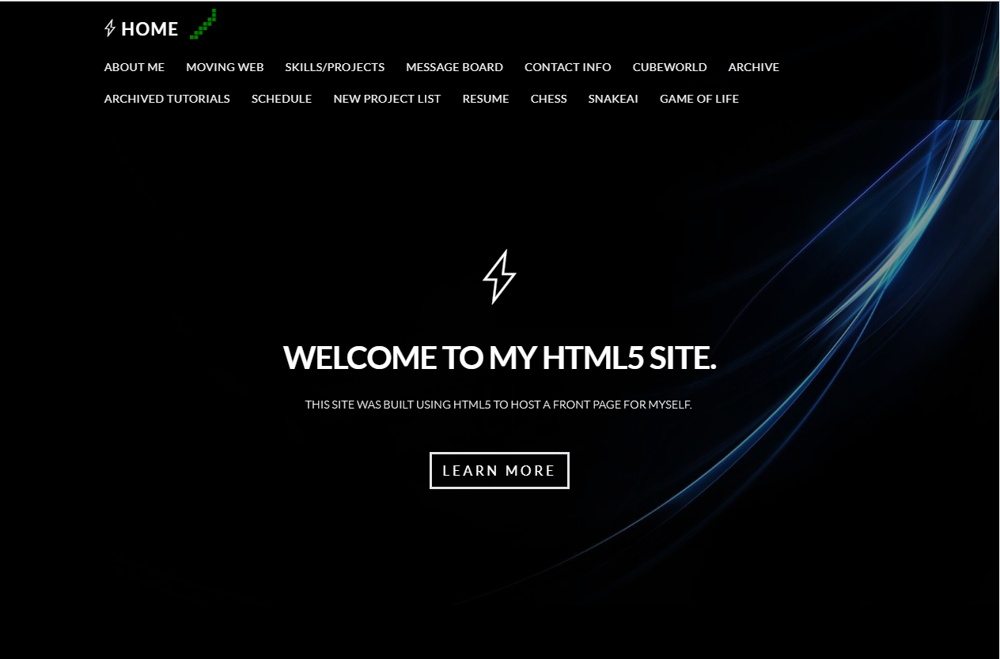 HOME
ABOUT ME MOVING WEB SKILLS/PROJECTS MESSAGE BOARD CONTACT INFO CUBEWORLD ARCHIVE
ARCHIVED TUTORIALS SCHEDULE NEW PROJECT LIST RESUME CHESS SNAKEAI GAME OF LIFE
WELCOME TO MY HTML5 SITE.
THIS SITE WAS BUILT USING HTML5 TO HOST A FRONT PAGE FOR MYSELF.
LEARN MORE